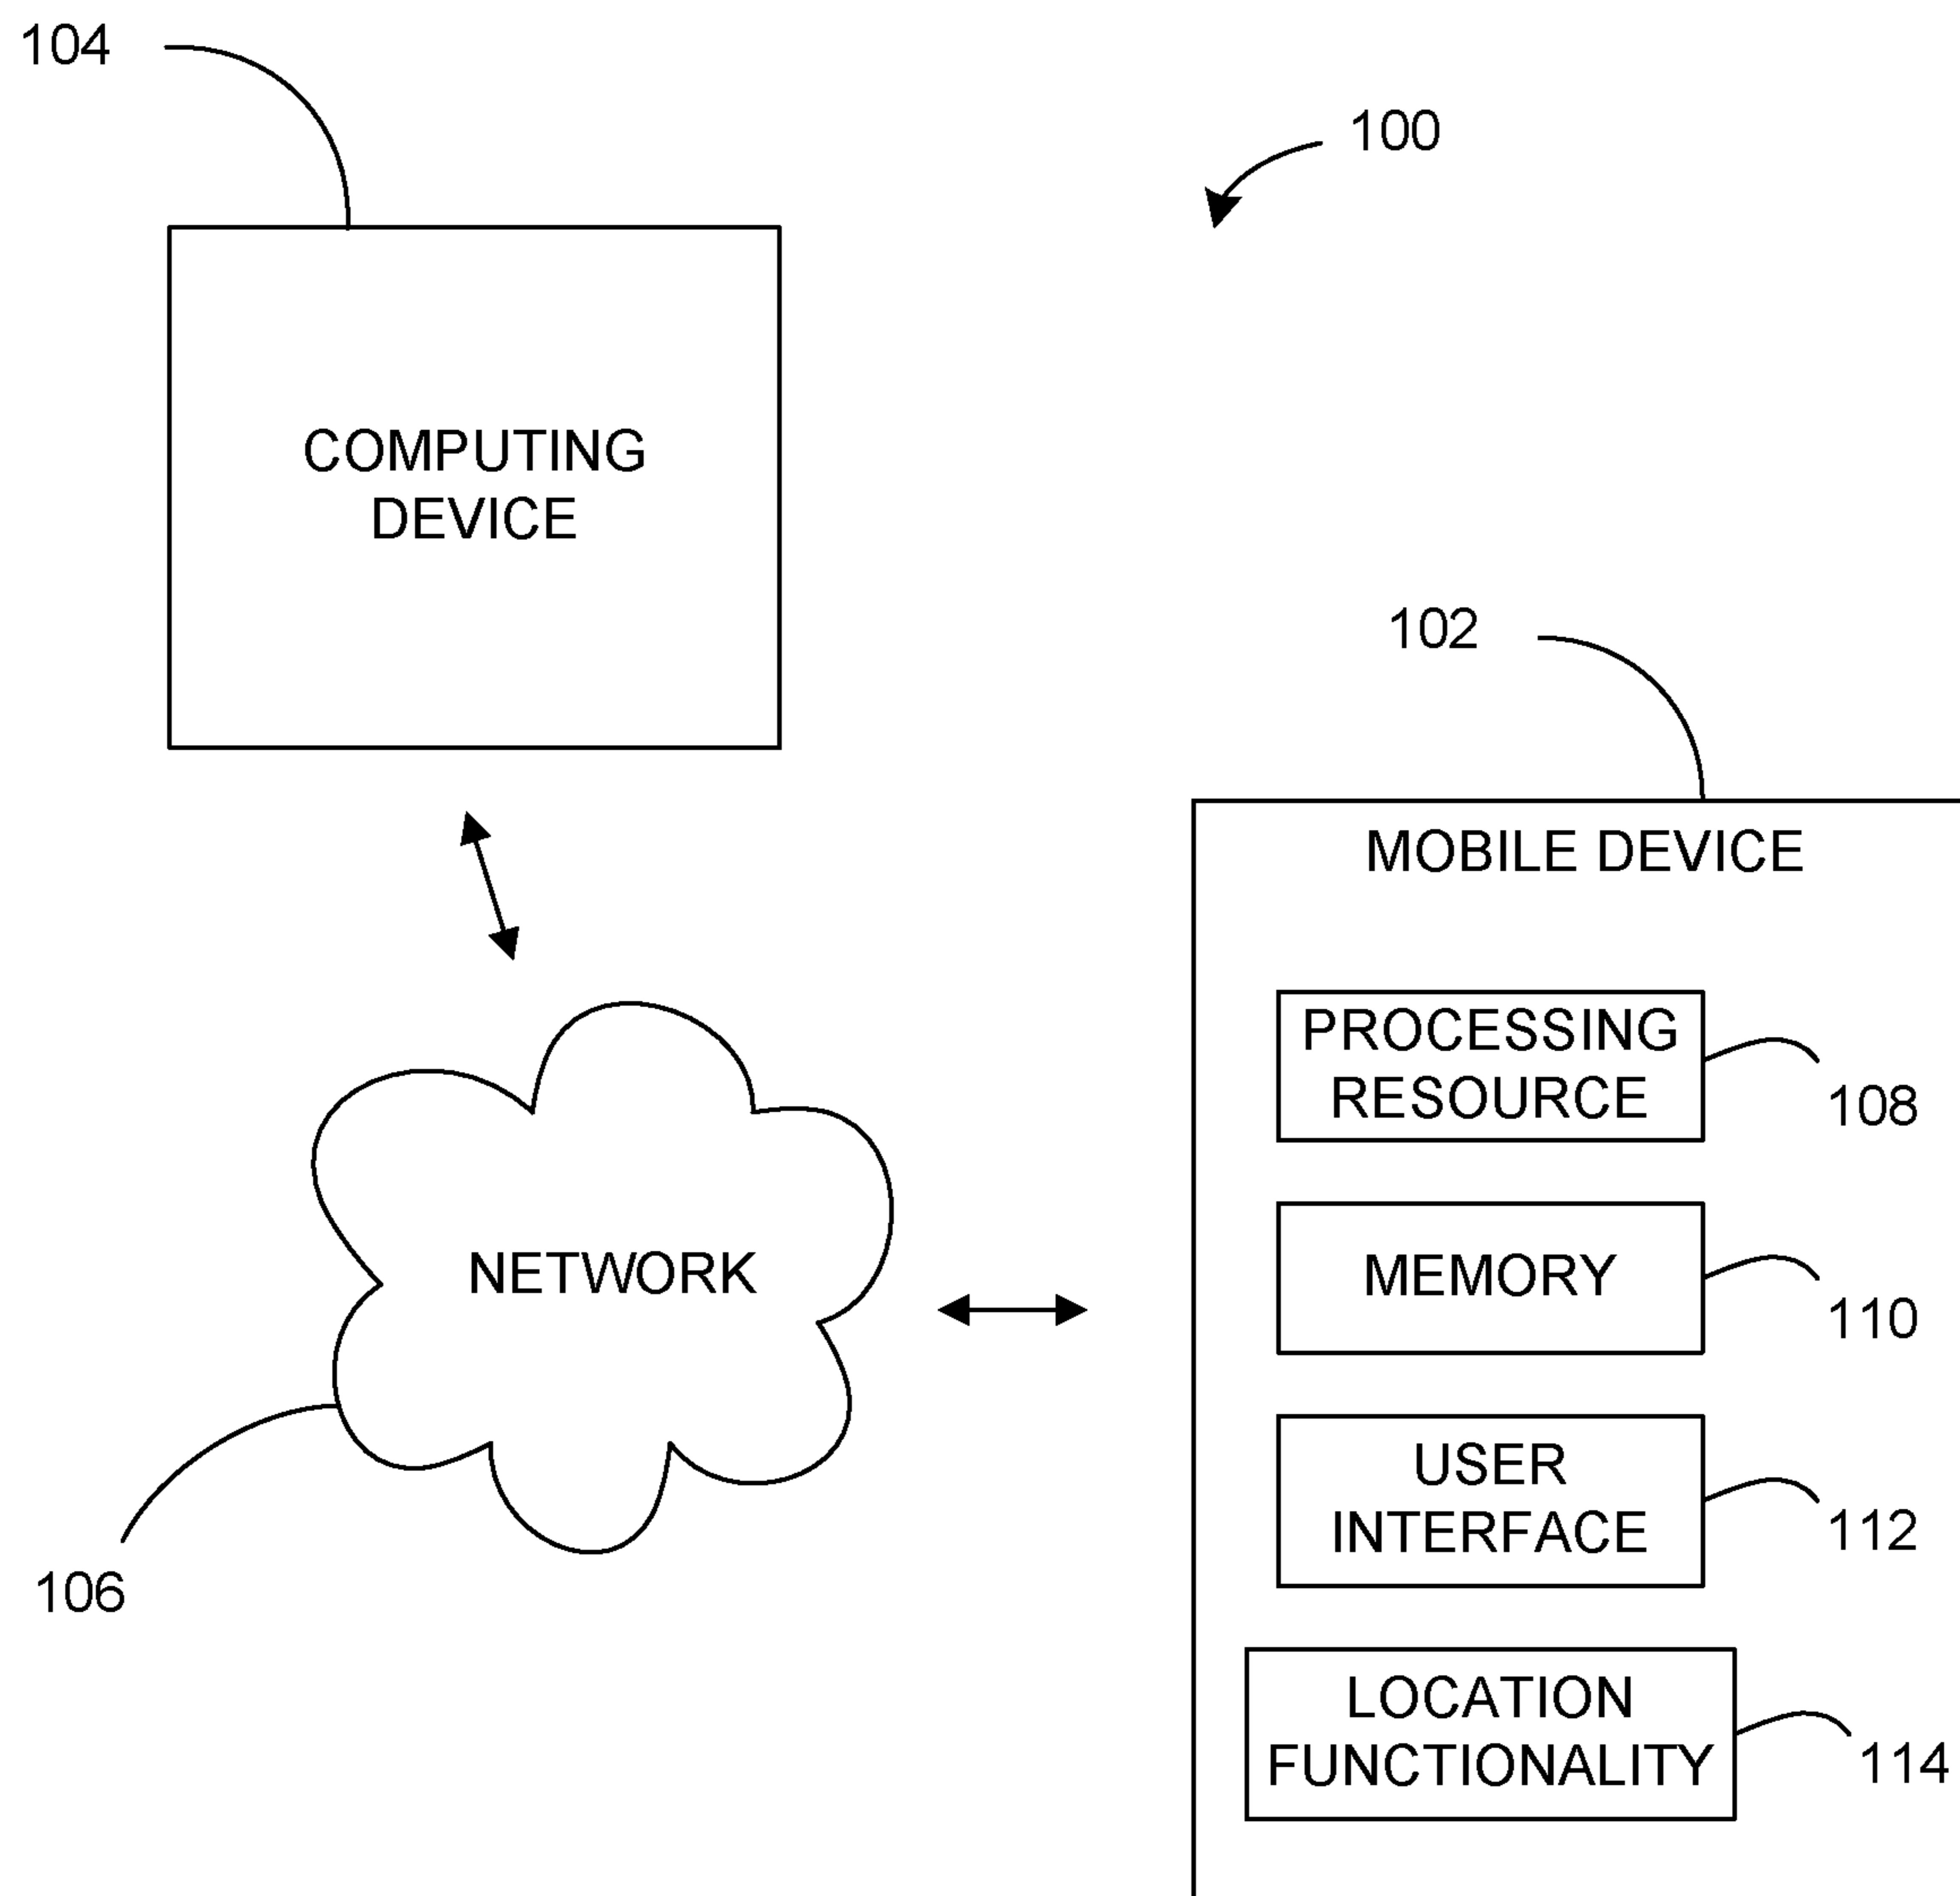 104
100
COMPUTING
DEVICE
102
MOBILE DEVICE
PROCESSING
RESOURCE
108
NETWORK
MEMORY
110
USER
INTERFACE
112
106
LOCATION
FUNCTIONALITY
114